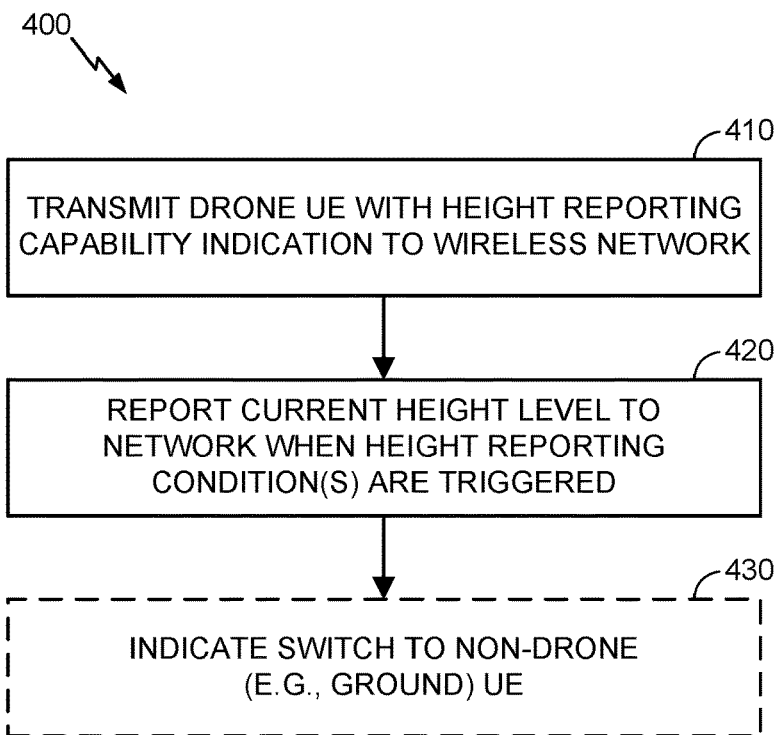 400
410
TRANSMIT DRONE UE WITH HEIGHT REPORTING
CAPABILITY INDICATION TO WIRELESS NETWORK
420
REPORT CURRENT HEIGHT LEVEL TO
NETWORK WHEN HEIGHT REPORTING
CONDITION(S) ARE TRIGGERED
430
INDICATE SWITCH TO NON-DRONE
(E.G., GROUND) UE